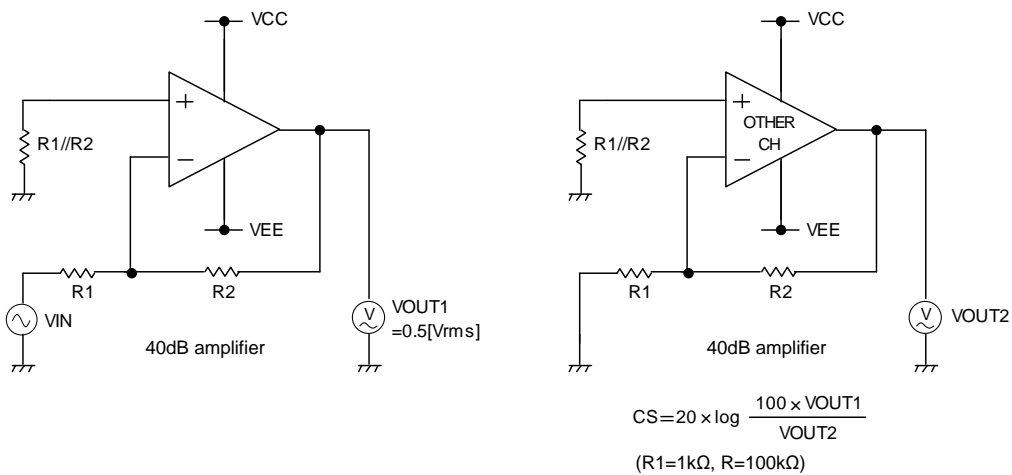 VCC
+
R1//R2
−
VEE
R1
R2
VIN
V
VOUT1
=0.5[Vrms]
40dB amplifier
VCC
+
OTHER
CH
R1//R2
−
VEE
R1
R2
V
VOUT2
40dB amplifier
CS=20×log 100×VOUT1
VOUT2
(R1=1kΩ, R=100kΩ)